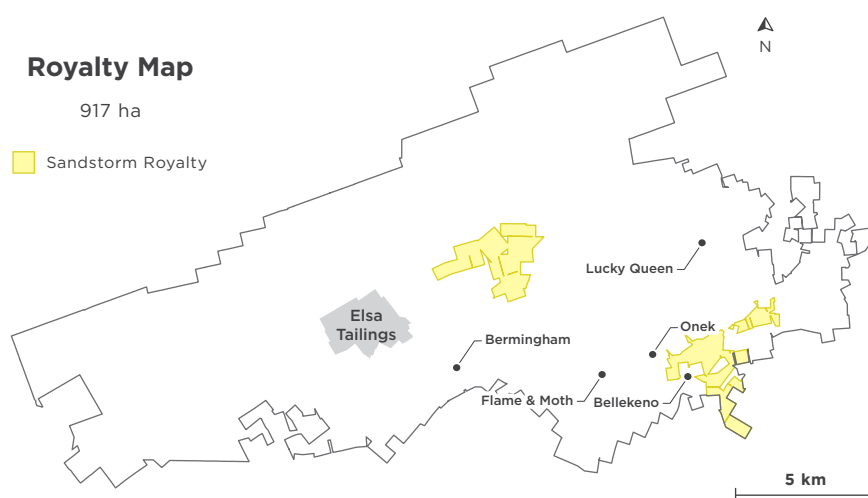 Royalty Map
917 ha
Sandstorm Royalty
N
Lucky Queen
Elsa
Tailings
Onek
Bermingham
Flame & Moth
Bellekeno
5 km